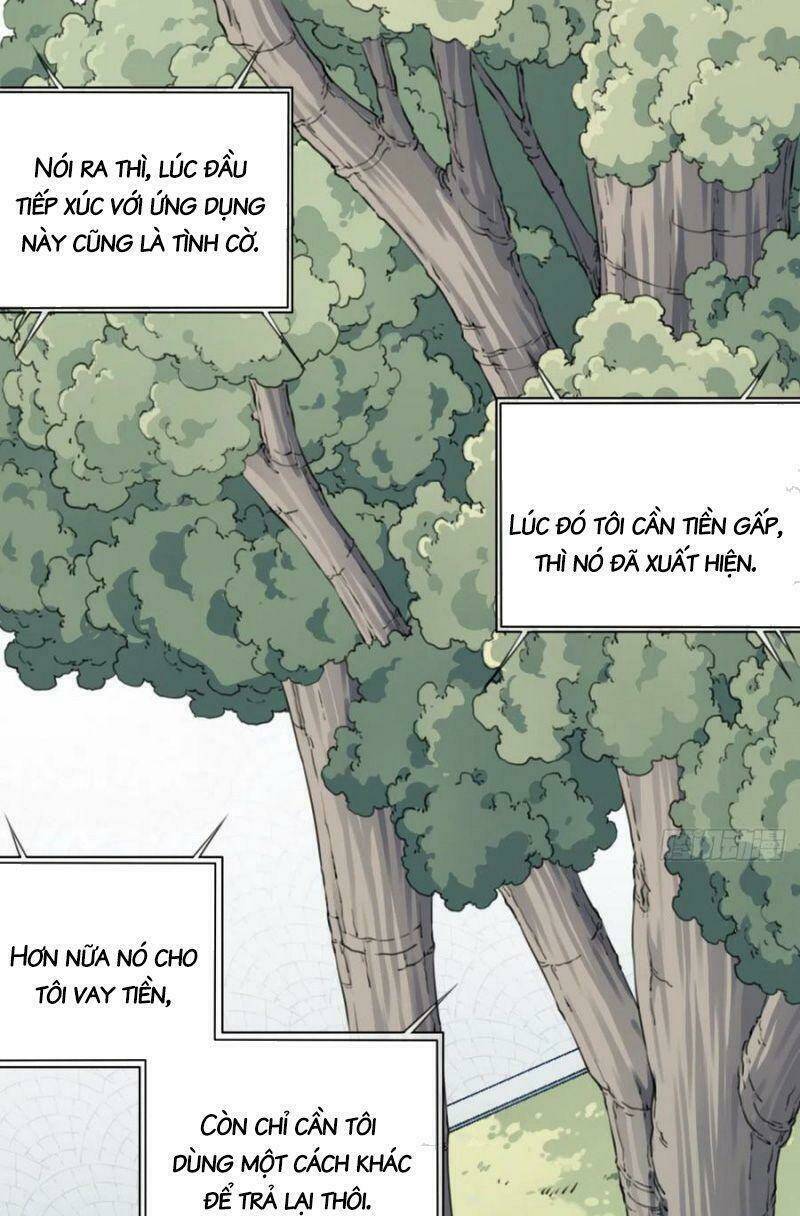 NÓI RA THÌ, LÚC ĐẦU
TIẾP XÚC VỚI ỨNG DỤNG
NÀY CŨNG LÀ TÌNH CỜ.
LÚC ĐÓ TÔI CẦN TIỀN GẤP,
THÌ NÓ ĐÃ XUẤT HIỆN.
HƠN NỮA NÓ CHO
TÔI VAY TIỀN,
CÒN CHỈ CẦN TÔI
DÙNG MỘT CÁCH KHÁC
ĐỂ TRẢ LẠI THÔI.